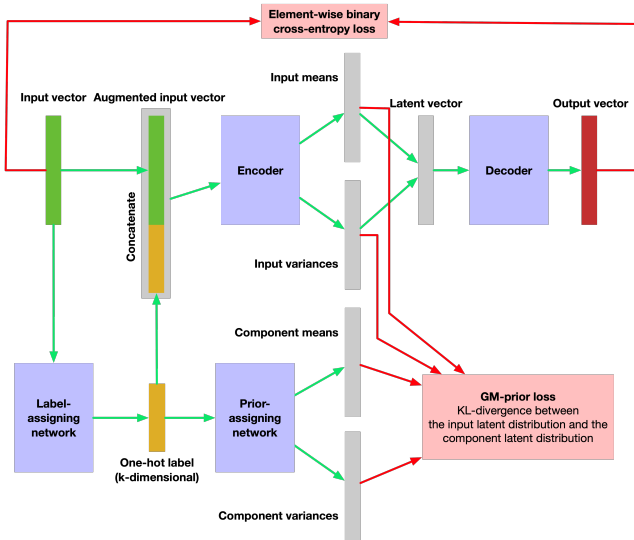 Element-wise binary
cross-entropy loss
Input means
Input vector
Augmented input vector
Latent vector
Output vector
Encoder
Decoder
Concatenate
Input variances
Component means
Label-
assigning
network
Prior-
assigning
network
GM-prior loss
KL-divergence between
the input latent distribution and the
component latent distribution
One-hot label
(k-dimensional)
Component variances